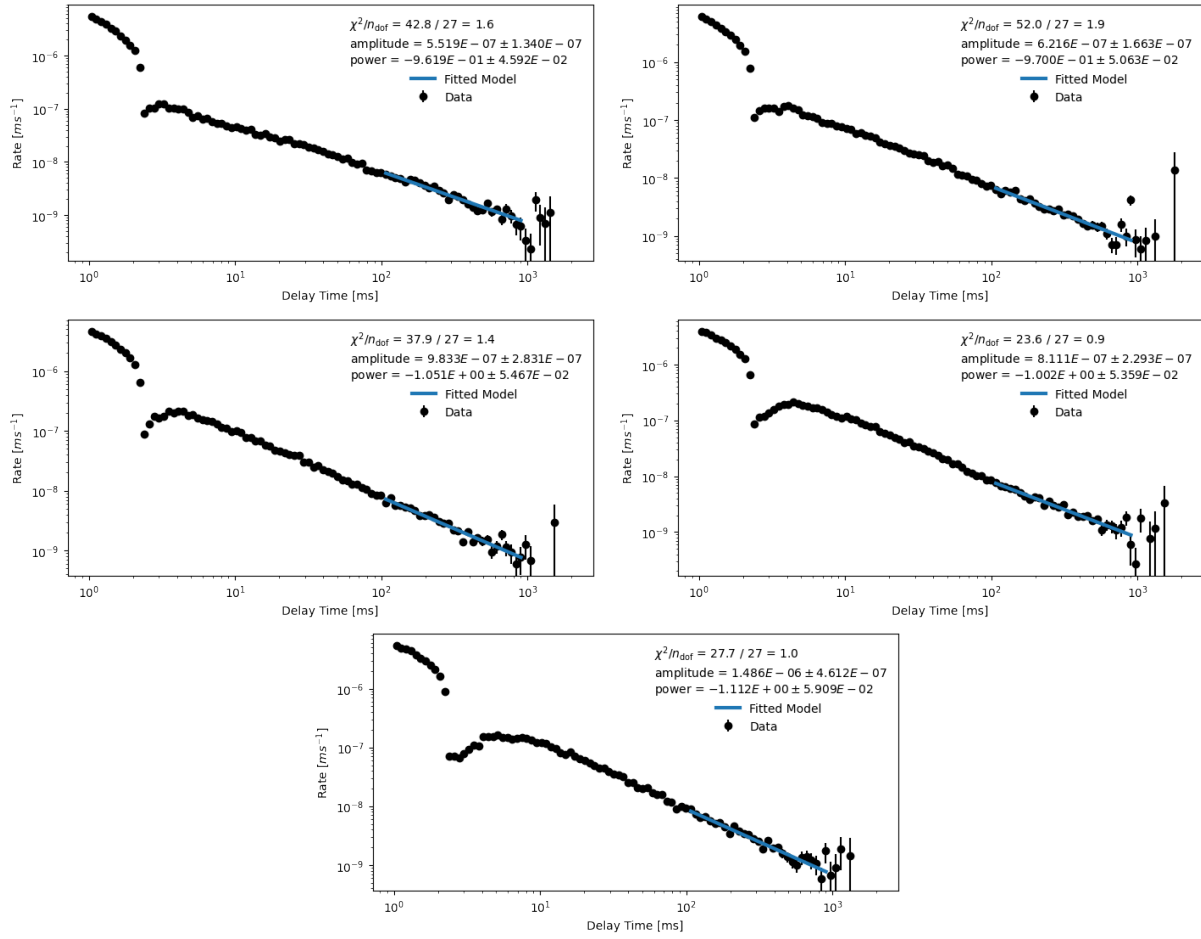 χ²/n_dof = 42.8 / 27 = 1.6
amplitude = 5.519E − 07 ± 1.340E − 07
power = −9.619E − 01 ± 4.592E − 02
Fitted Model
Data
Rate [ms⁻¹]
10⁻⁶
10⁻⁷
10⁻⁸
10⁻⁹
10⁰ 10¹ 10² 10³
Delay Time [ms]
χ²/n_dof = 52.0 / 27 = 1.9
amplitude = 6.216E − 07 ± 1.663E − 07
power = −9.700E − 01 ± 5.063E − 02
Fitted Model
Data
Rate [ms⁻¹]
10⁻⁶
10⁻⁷
10⁻⁸
10⁻⁹
10⁰ 10¹ 10² 10³
Delay Time [ms]
χ²/n_dof = 37.9 / 27 = 1.4
amplitude = 9.833E − 07 ± 2.831E − 07
power = −1.051E + 00 ± 5.467E − 02
Fitted Model
Data
Rate [ms⁻¹]
10⁻⁶
10⁻⁷
10⁻⁸
10⁻⁹
10⁰ 10¹ 10² 10³
Delay Time [ms]
χ²/n_dof = 23.6 / 27 = 0.9
amplitude = 8.111E − 07 ± 2.293E − 07
power = −1.002E + 00 ± 5.359E − 02
Fitted Model
Data
Rate [ms⁻¹]
10⁻⁶
10⁻⁷
10⁻⁸
10⁻⁹
10⁰ 10¹ 10² 10³
Delay Time [ms]
χ²/n_dof = 27.7 / 27 = 1.0
amplitude = 1.486E − 06 ± 4.612E − 07
power = −1.112E + 00 ± 5.909E − 02
Fitted Model
Data
Rate [ms⁻¹]
10⁻⁶
10⁻⁷
10⁻⁸
10⁻⁹
10⁰ 10¹ 10² 10³
Delay Time [ms]